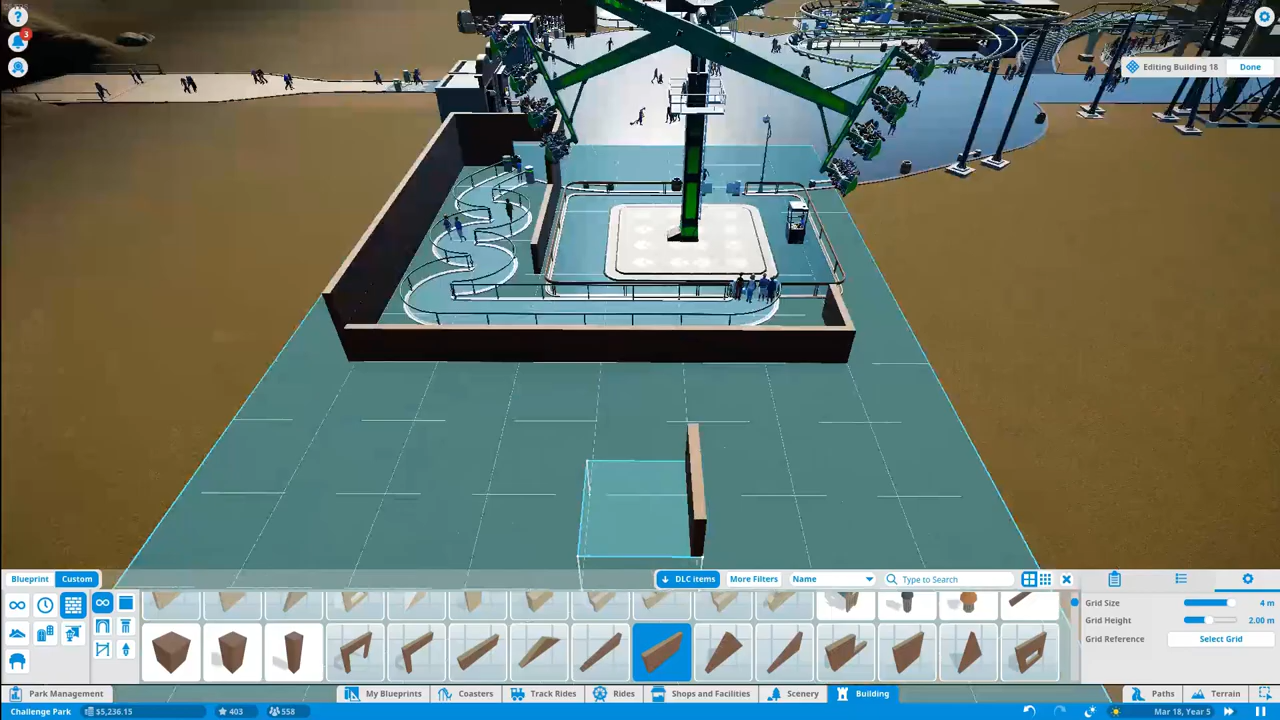 ?
3
Editing Building 18 Done
Blueprint Custom
DLC items More Filters Name Type to Search
Grid Size 4 m
Grid Height 2.00 m
Grid Reference Select Grid
Park Management My Blueprints Coasters Track Rides Rides Shops and Facilities Scenery Building Paths Terrain
Challenge Park $5,236.15 403 558 Mar 18, Year 5